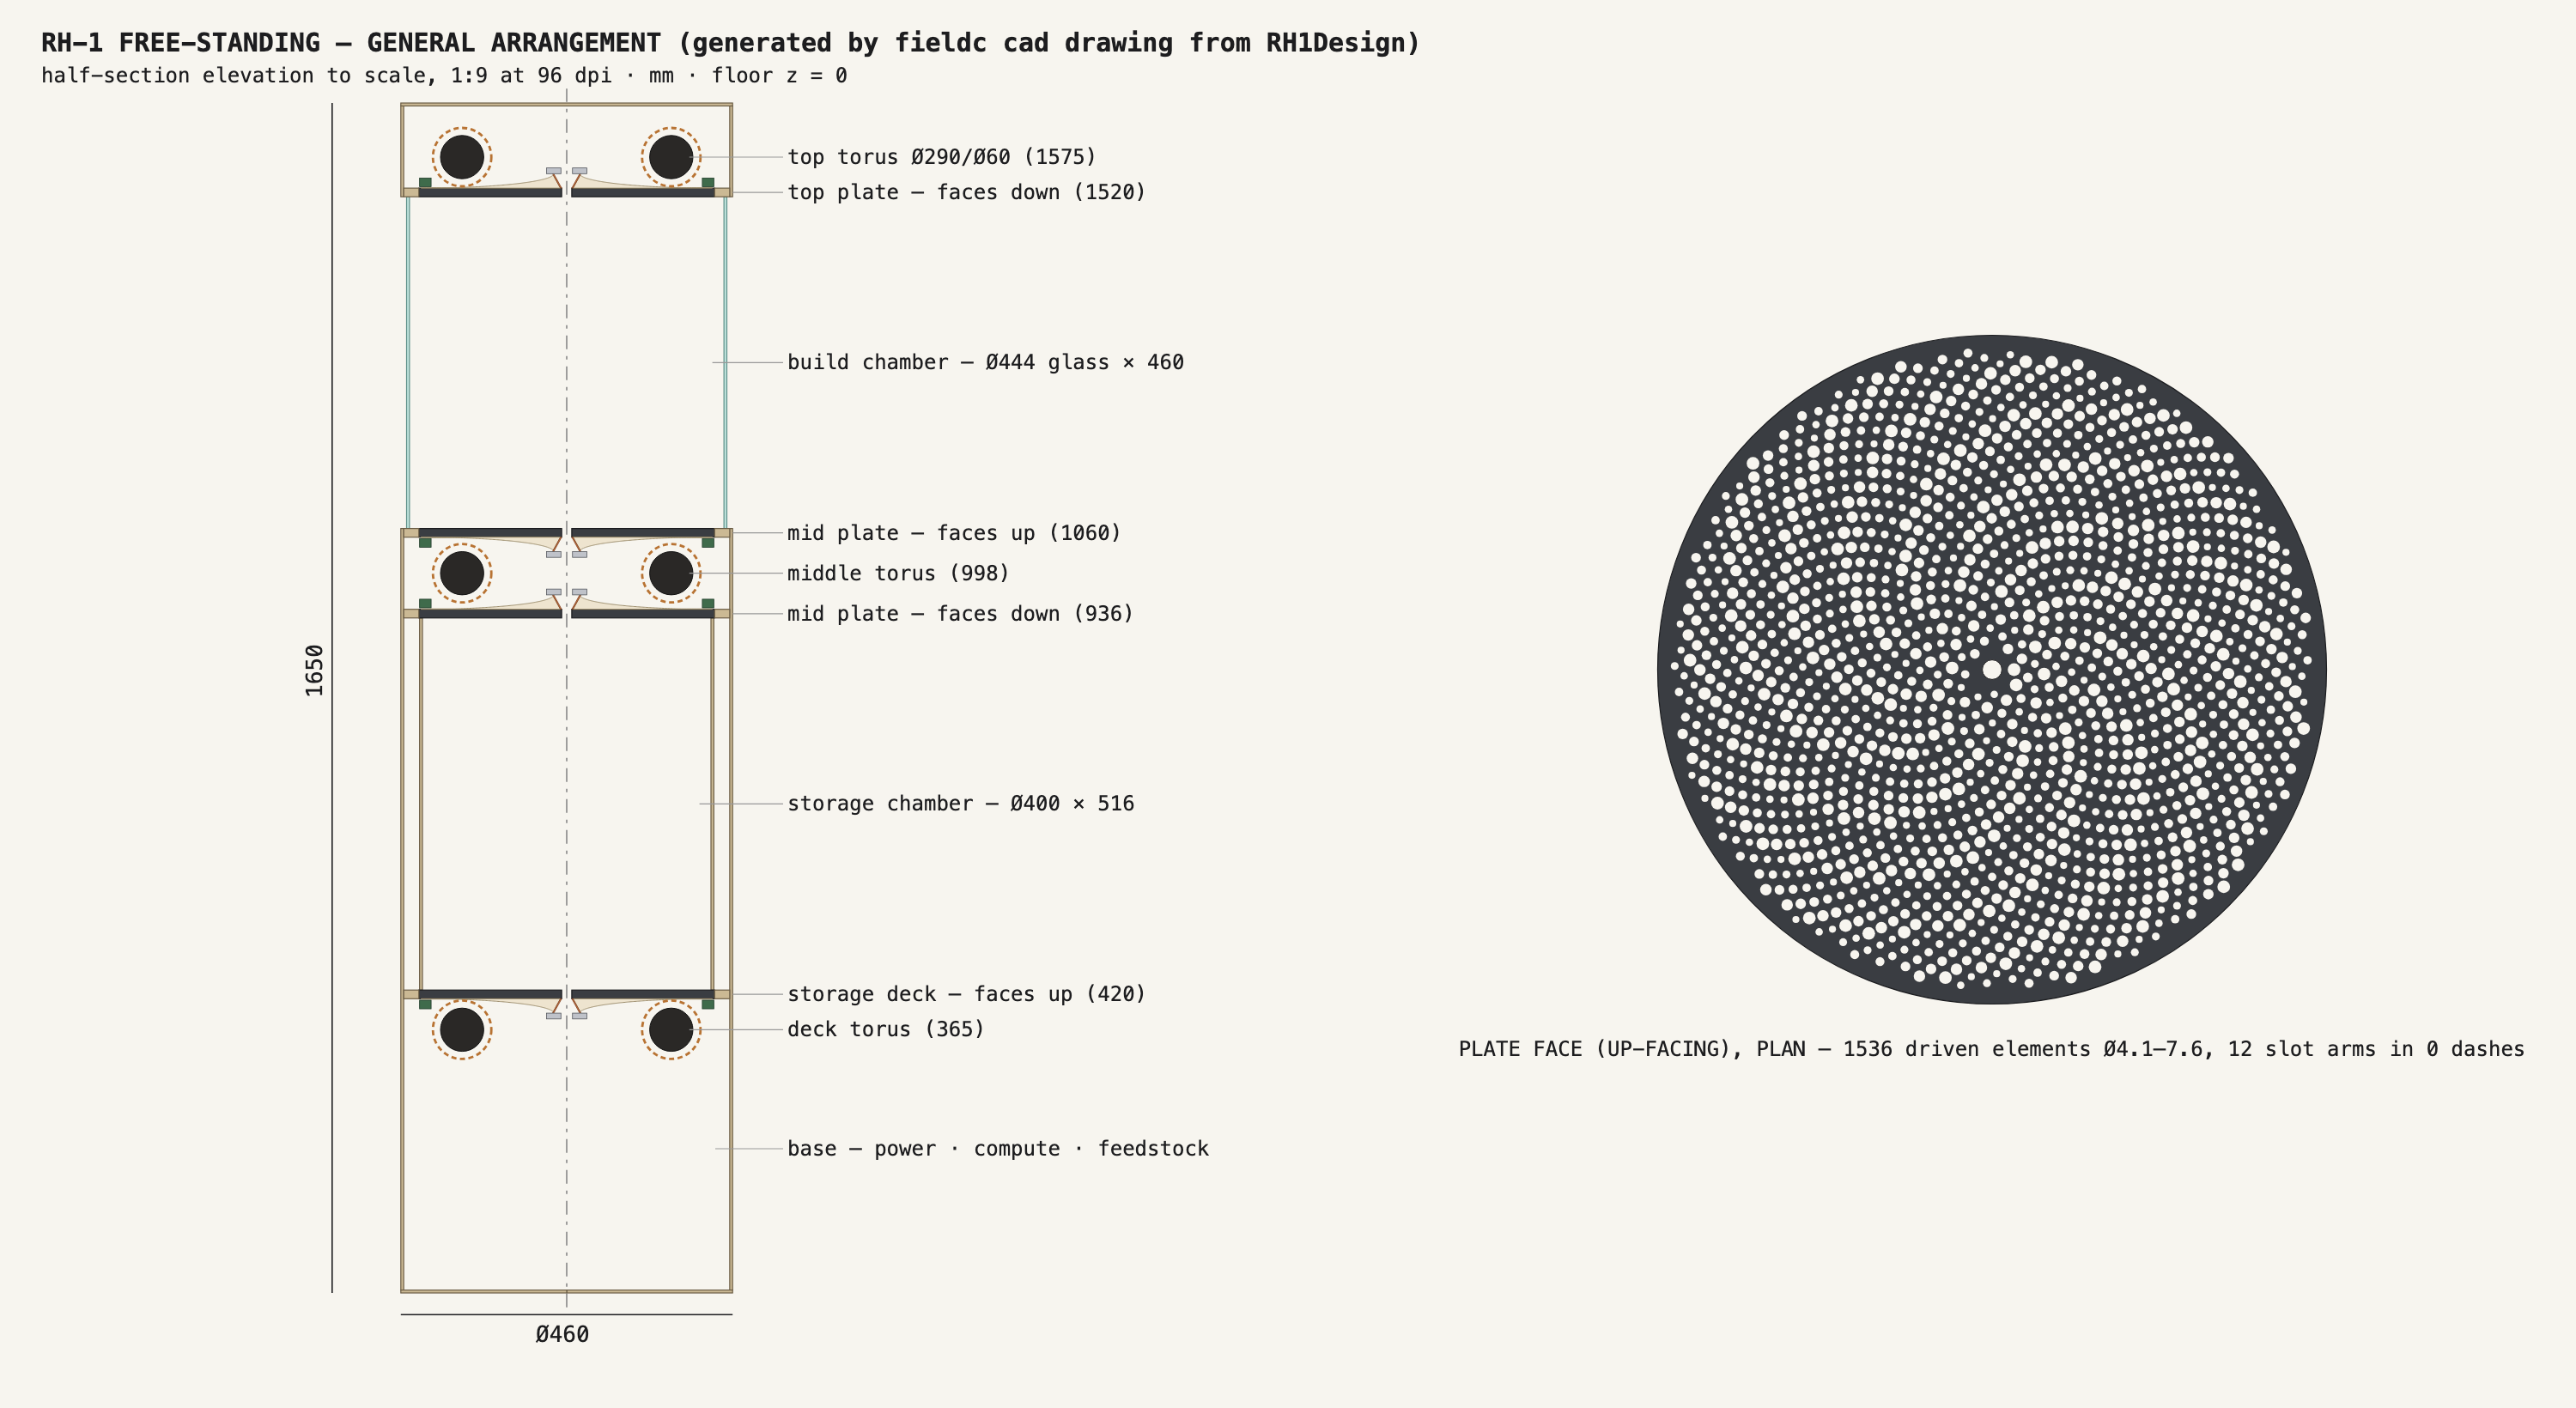 RH−1 FREE−STANDING — GENERAL ARRANGEMENT (generated by fieldc cad drawing from RH1Design)
half−section elevation to scale, 1:9 at 96 dpi · mm · floor z = 0
top torus Ø290/Ø60 (1575)
top plate — faces down (1520)
build chamber — Ø444 glass × 460
mid plate — faces up (1060)
middle torus (998)
mid plate — faces down (936)
1650
storage chamber — Ø400 × 516
storage deck — faces up (420)
deck torus (365)
base — power · compute · feedstock
Ø460
PLATE FACE (UP−FACING), PLAN — 1536 driven elements Ø4.1–7.6, 12 slot arms in 0 dashes